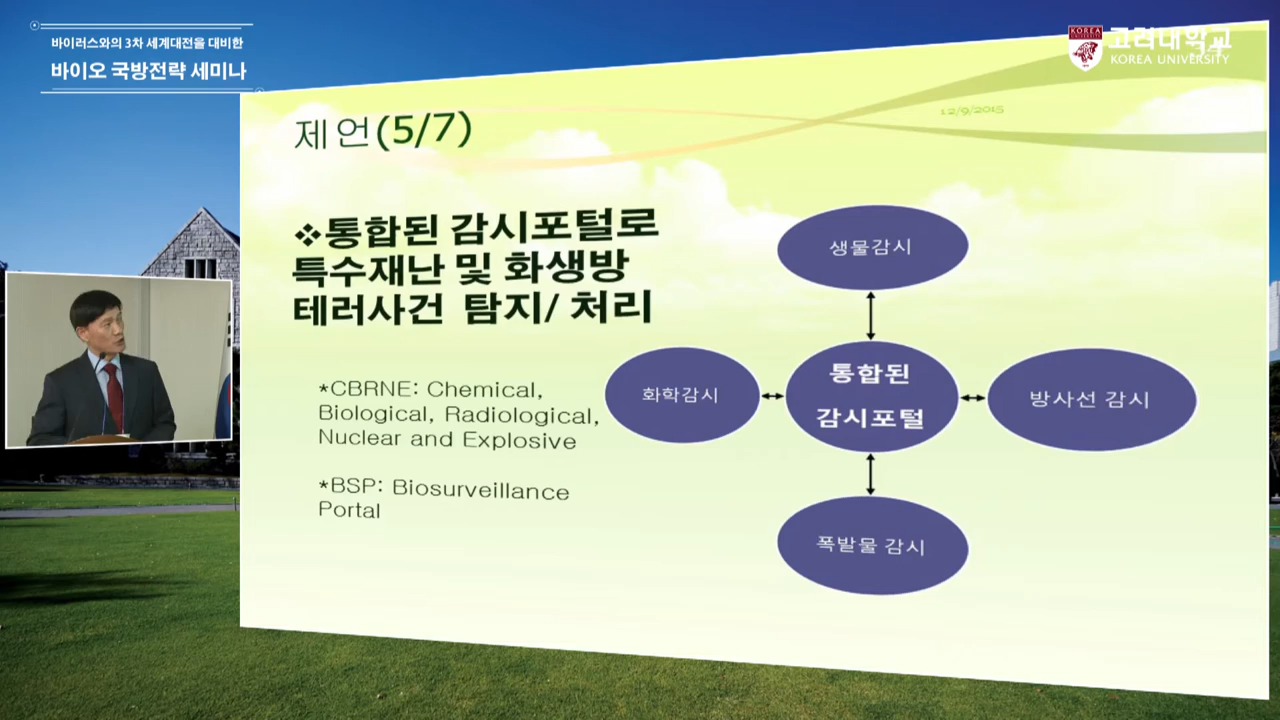 바이러스와의 3차 세계대전을 대비한
바이오 국방전략 세미나
KOREA
고려대학교
KOREA UNIVERSITY
12/9/2015
제 언(5/7)
❖통합된 감시포털로
특수재난 및 화생방
테러사건 탐지/ 처리
*CBRNE: Chemical,
Biological, Radiological,
Nuclear and Explosive
*BSP: Biosurveillance
Portal
생물감시
화학감시
통합된
감시포털
방사선 감시
폭발물 감시